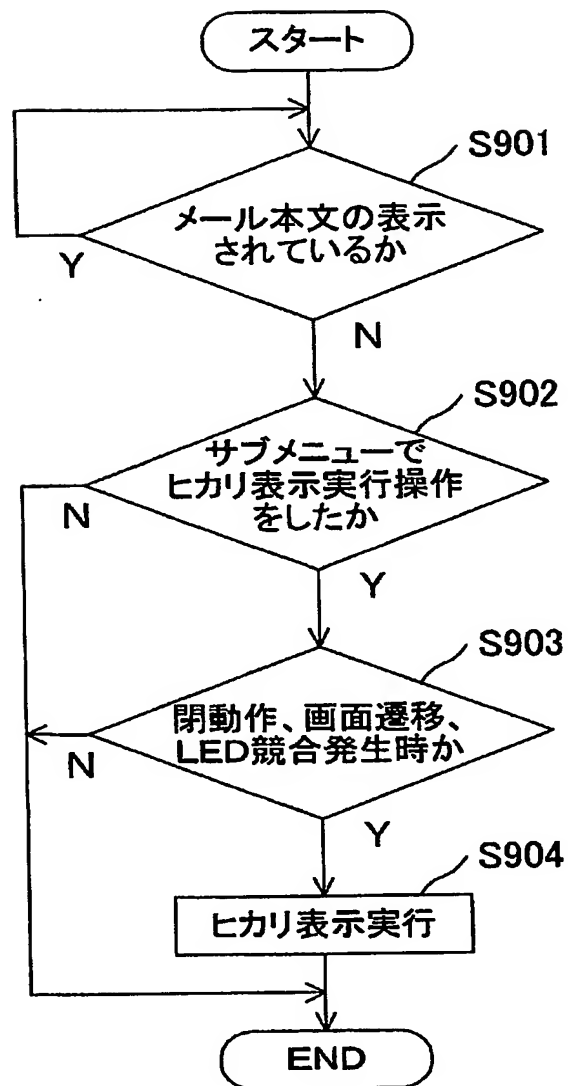 スタート
S901
メール本文の表示
されているか
Y
N
S902
サブメニューで
ヒカリ表示実行操作
をしたか
N
Y
S903
閉動作、画面遷移、
LED競合発生時か
N
Y
S904
ヒカリ表示実行
END